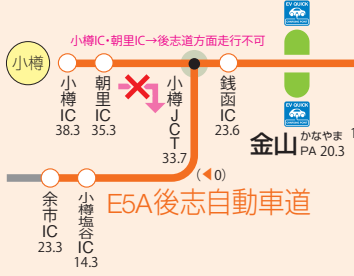 EV QUICK
小樽IC・朝里IC→後志道方面走行不可
小樽
小樽IC
38.3
朝里IC
35.3
小樽JCT
33.7
銭函IC
23.6
EV QUICK
金山
かなやま
PA 20.3
(◀0)
E5A後志自動車道
余市IC
23.3
小樽塩谷IC
14.3